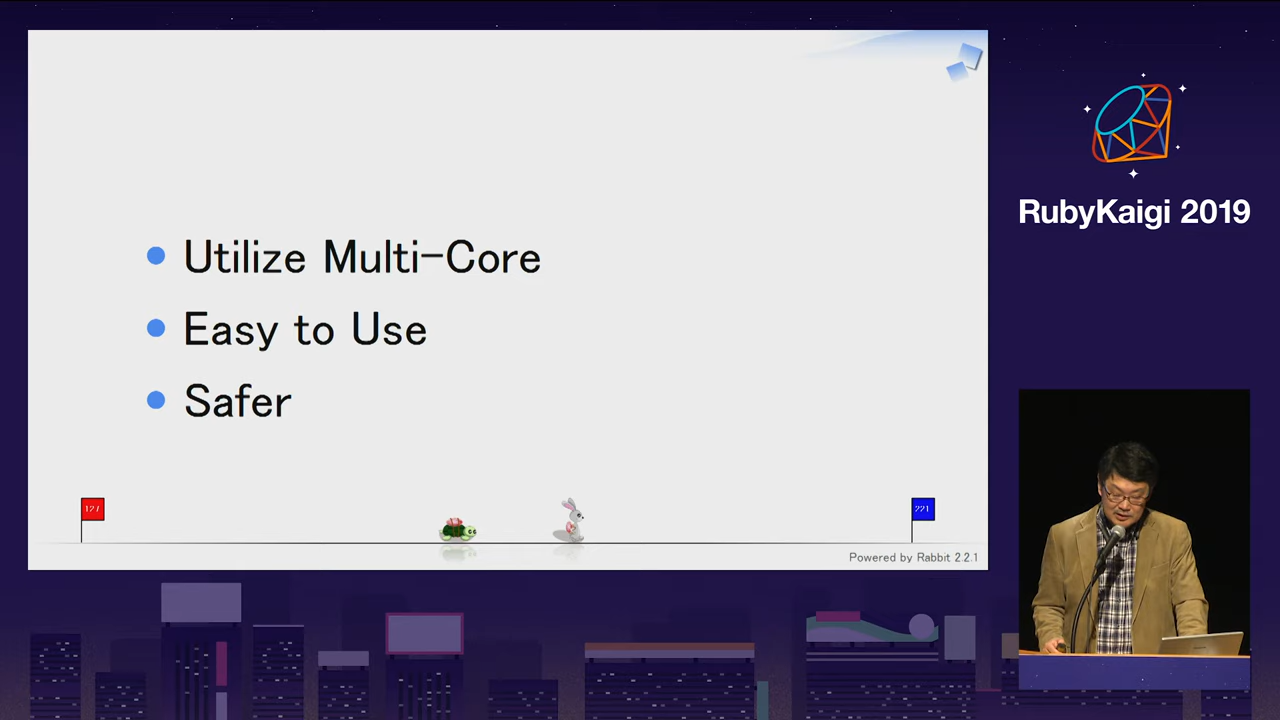 RubyKaigi 2019
Utilize Multi-Core
Easy to Use
Safer
127
221
Powered by Rabbit 2.2.1